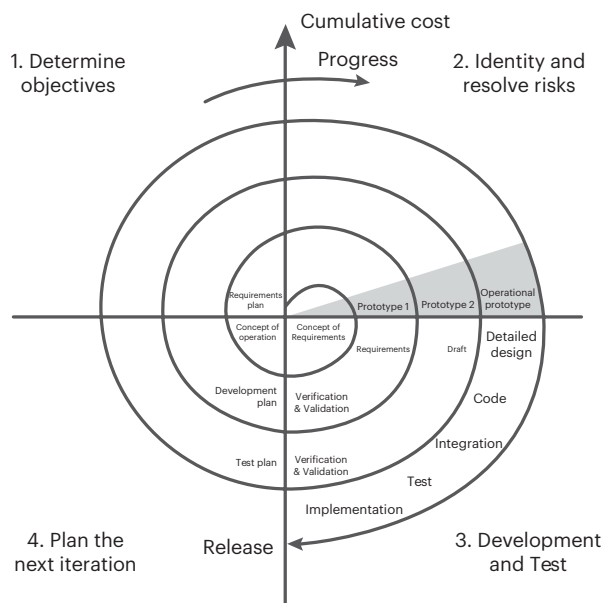 Cumulative cost
1. Determine
objectives
Progress
2. Identity and
resolve risks
Requirements
plan
Prototype 1
Prototype 2
Operational
prototype
Concept of
operation
Concept of
Requirements
Requirements
Draft
Detailed
design
Development
plan
Verification
& Validation
Code
Integration
Test plan
Verification
& Validation
Test
Implementation
4. Plan the
next iteration
Release
3. Development
and Test